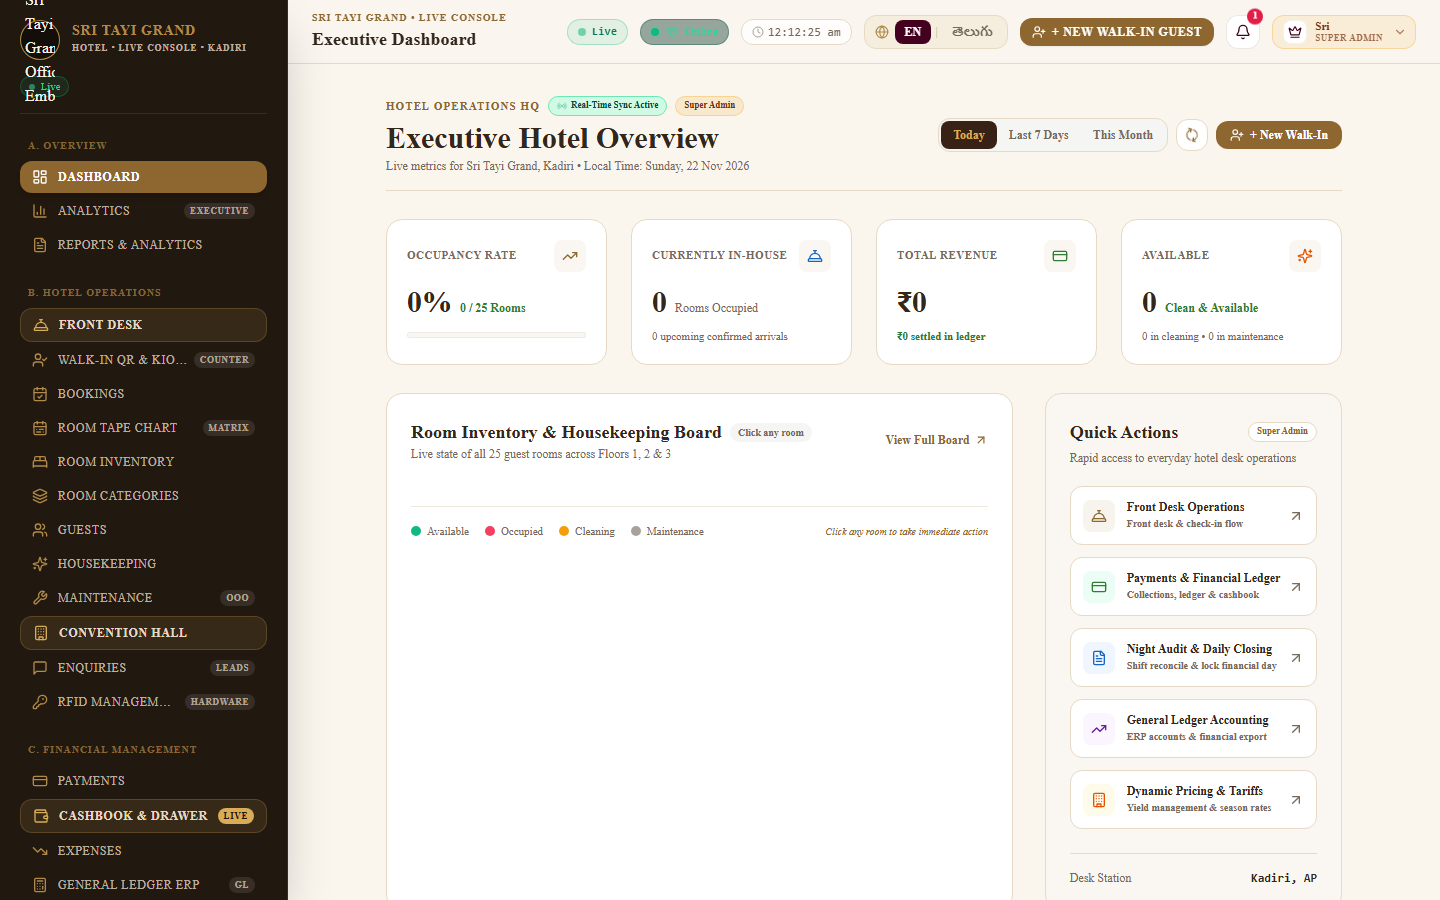 Sri
Tayi
Gran
Offic
Emb
SRI TAYI GRAND
HOTEL • LIVE CONSOLE • KADIRI
Live
A. OVERVIEW
DASHBOARD
ANALYTICS EXECUTIVE
REPORTS & ANALYTICS
B. HOTEL OPERATIONS
FRONT DESK
WALK-IN QR & KIO... COUNTER
BOOKINGS
ROOM TAPE CHART MATRIX
ROOM INVENTORY
ROOM CATEGORIES
GUESTS
HOUSEKEEPING
MAINTENANCE OOO
CONVENTION HALL
ENQUIRIES LEADS
RFID MANAGEM... HARDWARE
C. FINANCIAL MANAGEMENT
PAYMENTS
CASHBOOK & DRAWER LIVE
EXPENSES
GENERAL LEDGER ERP GL
SRI TAYI GRAND • LIVE CONSOLE
Executive Dashboard
Live
12:12:25 am
EN తెలుగు
+ NEW WALK-IN GUEST
1
Sri
SUPER ADMIN
HOTEL OPERATIONS HQ Real-Time Sync Active Super Admin
Executive Hotel Overview
Live metrics for Sri Tayi Grand, Kadiri • Local Time: Sunday, 22 Nov 2026
Today Last 7 Days This Month
+ New Walk-In
OCCUPANCY RATE
0% 0 / 25 Rooms
CURRENTLY IN-HOUSE
0 Rooms Occupied
0 upcoming confirmed arrivals
TOTAL REVENUE
₹0
₹0 settled in ledger
AVAILABLE
0 Clean & Available
0 in cleaning • 0 in maintenance
Room Inventory & Housekeeping Board Click any room
Live state of all 25 guest rooms across Floors 1, 2 & 3
View Full Board
Available Occupied Cleaning Maintenance
Click any room to take immediate action
Quick Actions Super Admin
Rapid access to everyday hotel desk operations
Front Desk Operations
Front desk & check-in flow
Payments & Financial Ledger
Collections, ledger & cashbook
Night Audit & Daily Closing
Shift reconcile & lock financial day
General Ledger Accounting
ERP accounts & financial export
Dynamic Pricing & Tariffs
Yield management & season rates
Desk Station Kadiri, AP